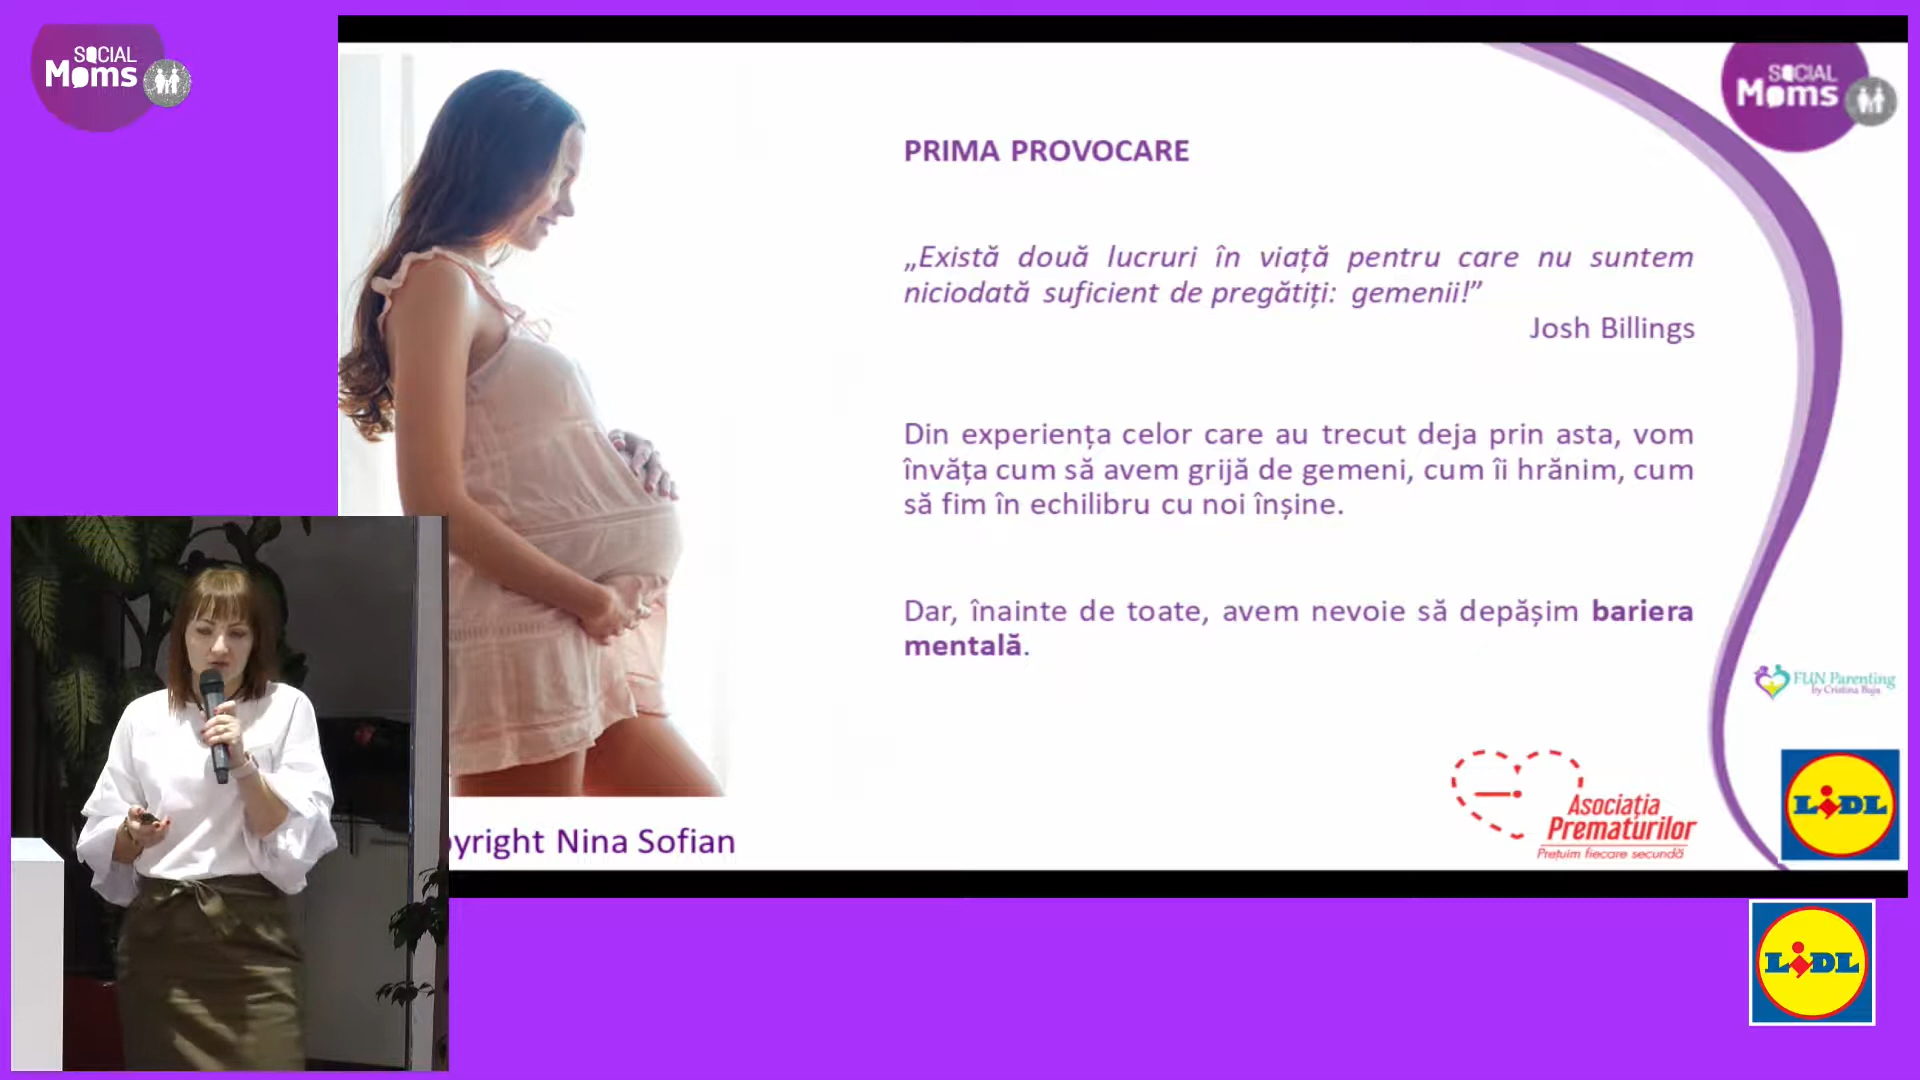 SOCIAL
Moms
SOCIAL
Moms
PRIMA PROVOCARE
„Există două lucruri în viață pentru care nu suntem
niciodată suficient de pregătiți: gemenii!”
Josh Billings
Din experiența celor care au trecut deja prin asta, vom
învăța cum să avem grijă de gemeni, cum îi hrănim, cum
să fim în echilibru cu noi înșine.
Dar, înainte de toate, avem nevoie să depășim bariera
mentală.
FUN Parenting
by Cristina Buja
Asociația
Prematurilor
Prețuim fiecare secundă
LIDL
yright Nina Sofian
LIDL